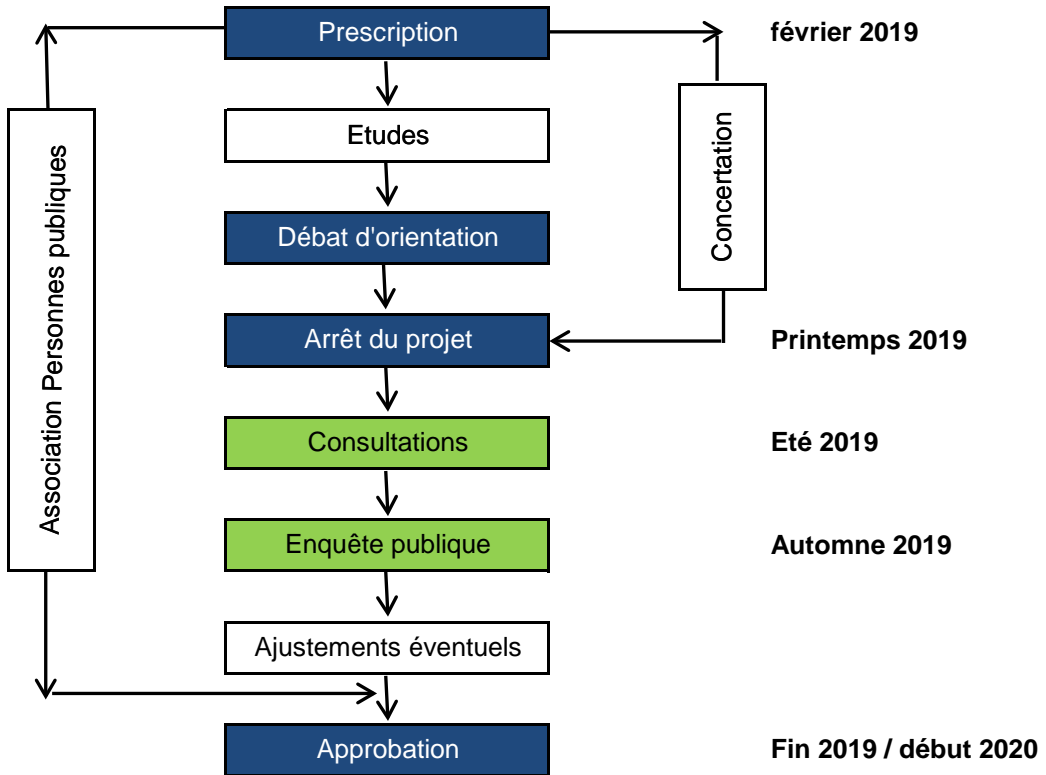 Prescription
février 2019
Etudes
Association Personnes publiques
Concertation
Débat d'orientation
Arrêt du projet
Printemps 2019
Consultations
Eté 2019
Enquête publique
Automne 2019
Ajustements éventuels
Approbation
Fin 2019 / début 2020